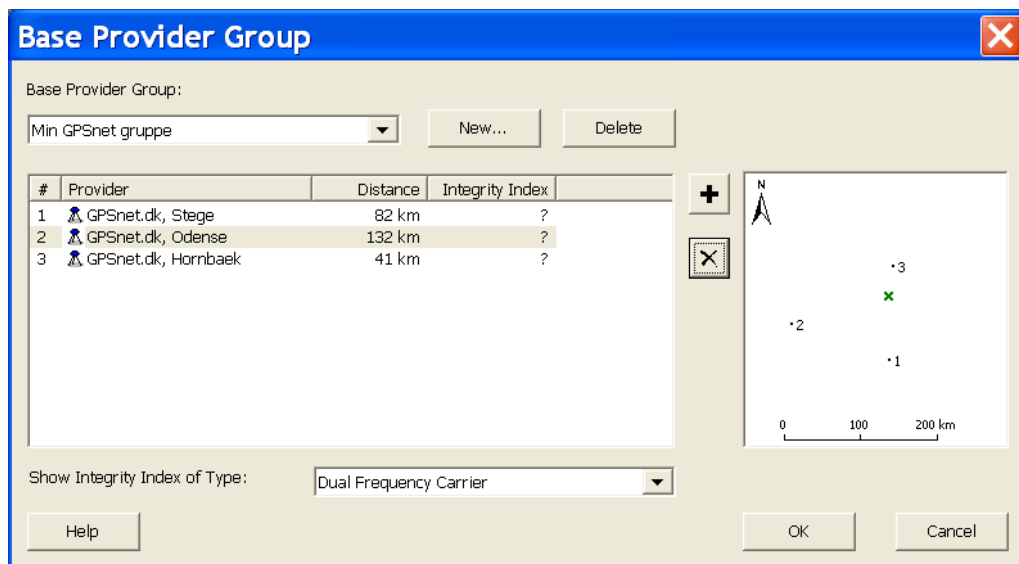 Base Provider Group
Base Provider Group:
Min GPSnet gruppe
New...
Delete
# Provider Distance Integrity Index
1 GPSnet.dk, Stege 82 km ?
2 GPSnet.dk, Odense 132 km ?
3 GPSnet.dk, Hornbaek 41 km ?
N
3
2
1
0 100 200 km
Show Integrity Index of Type:
Dual Frequency Carrier
Help
OK
Cancel